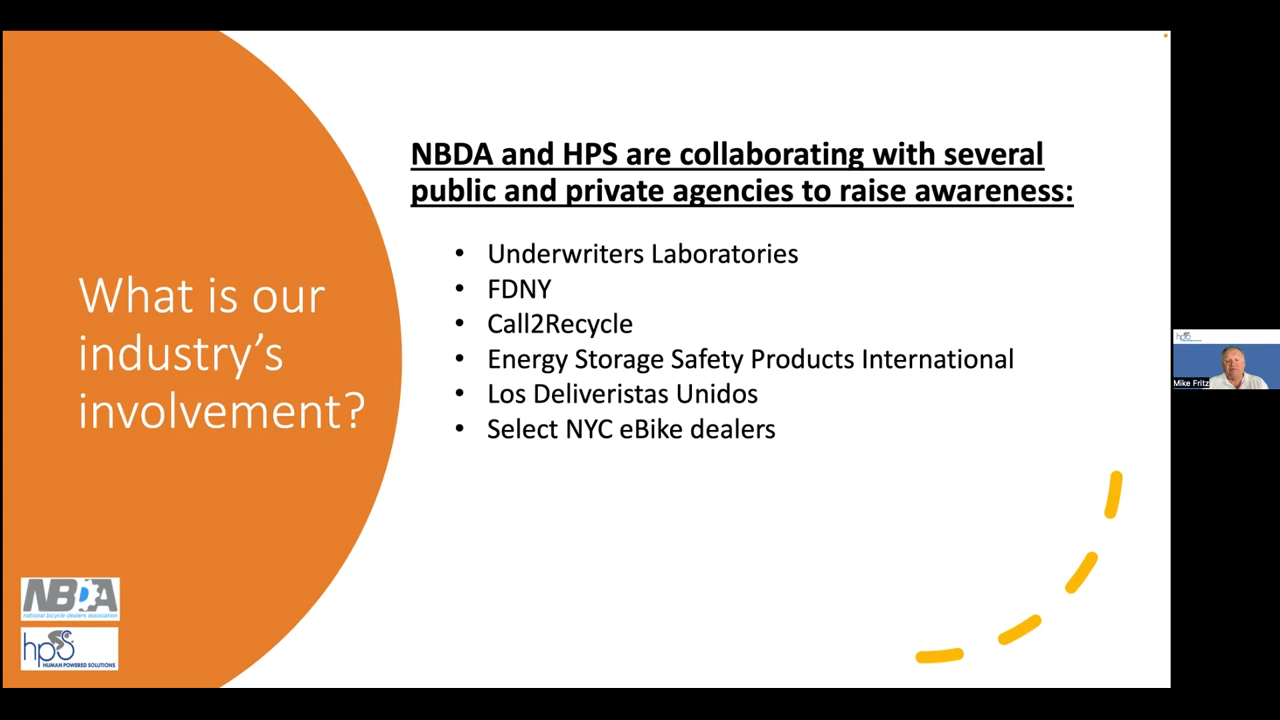 What is our
industry's
involvement?
NBDA and HPS are collaborating with several
public and private agencies to raise awareness:
• Underwriters Laboratories
• FDNY
• Call2Recycle
• Energy Storage Safety Products International
• Los Deliveristas Unidos
• Select NYC eBike dealers
NBDA
national bicycle dealers association
hps
HUMAN POWERED SOLUTIONS
hps
Mike Fritz